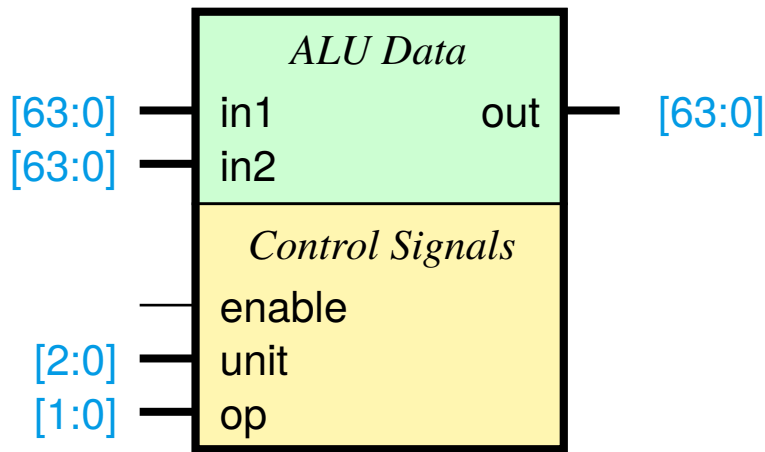 ALU Data
[63:0] in1 out [63:0]
[63:0] in2
Control Signals
enable
[2:0] unit
[1:0] op